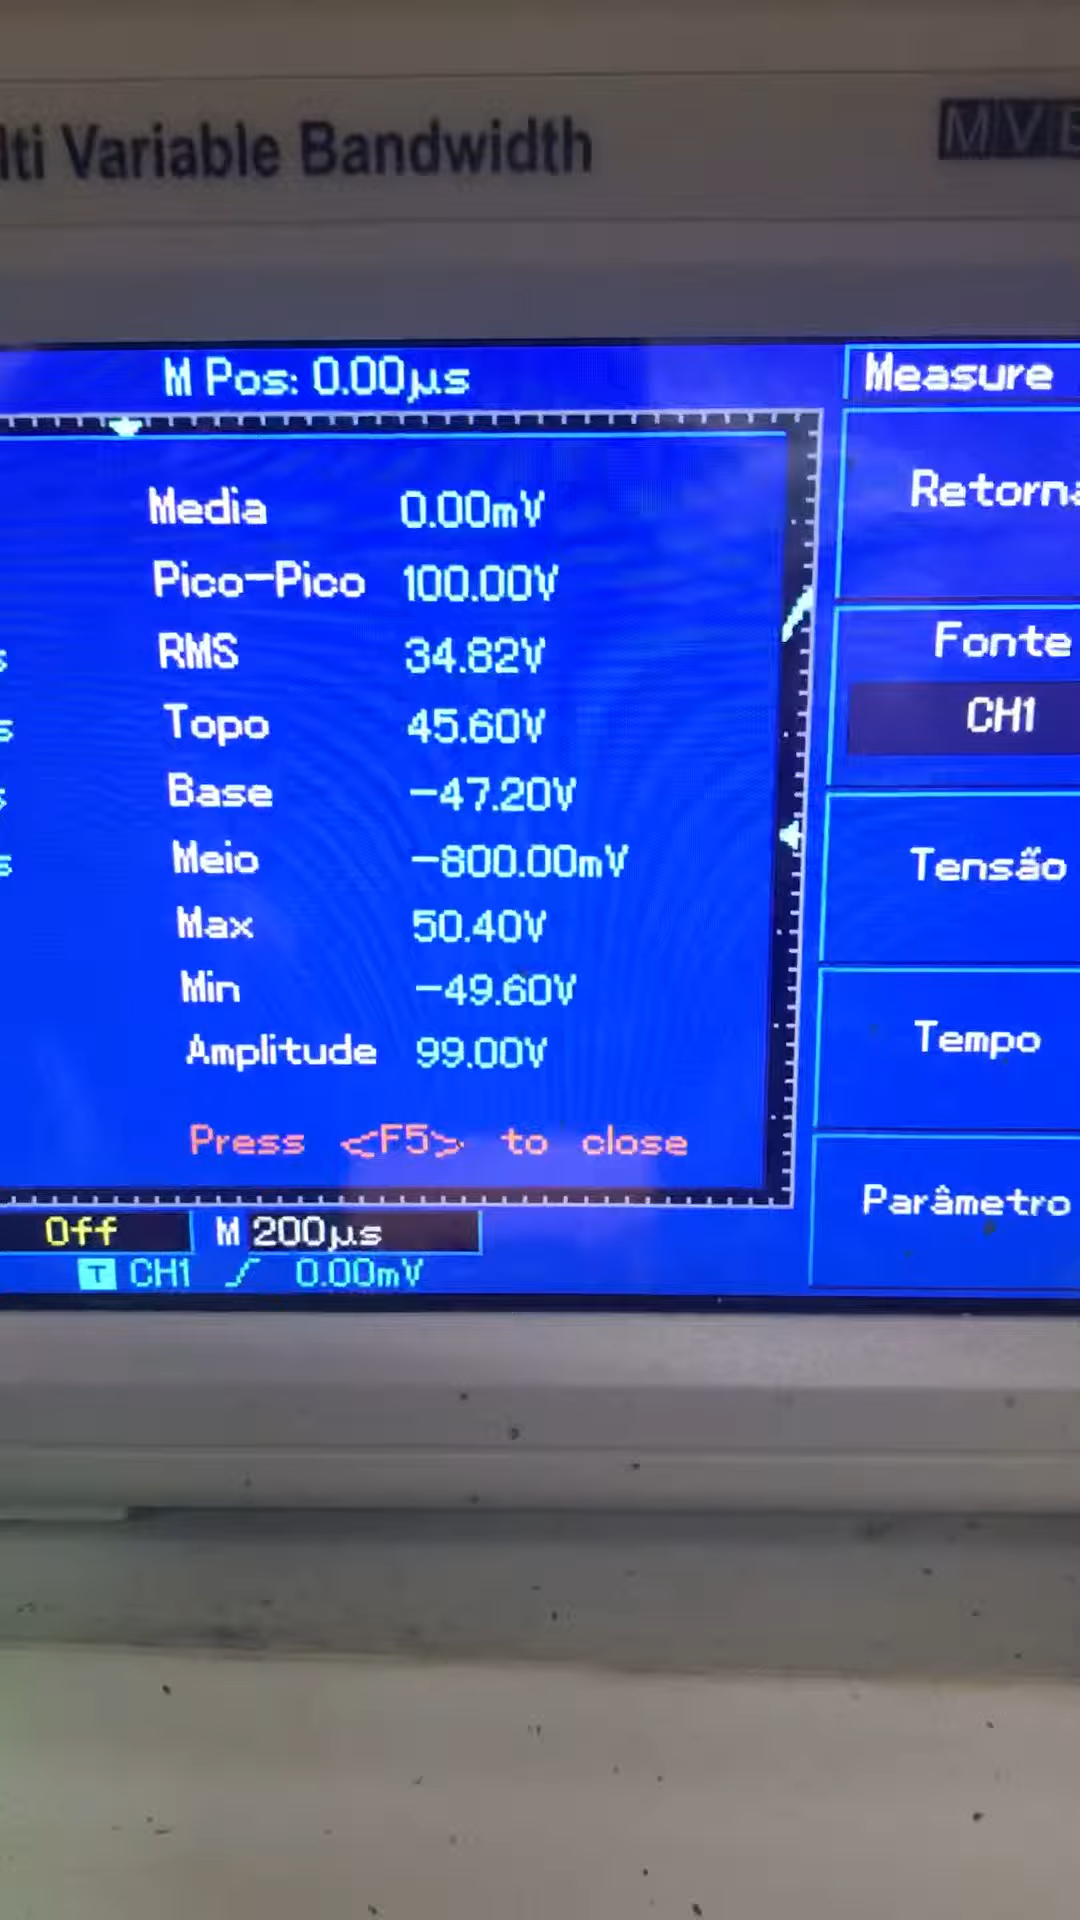 lti Variable Bandwidth MVB
M Pos: 0.00µs
Measure
Media 0.00mV
Retorna
Pico-Pico 100.00V
RMS 34.82V
Fonte
CH1
s
Topo 45.60V
s
Base -47.20V
s
Meio -800.00mV
s
Tensão
Max 50.40V
Min -49.60V
Amplitude 99.00V
Tempo
Press <F5> to close
Parâmetro
Off M 200µs
T CH1 0.00mV